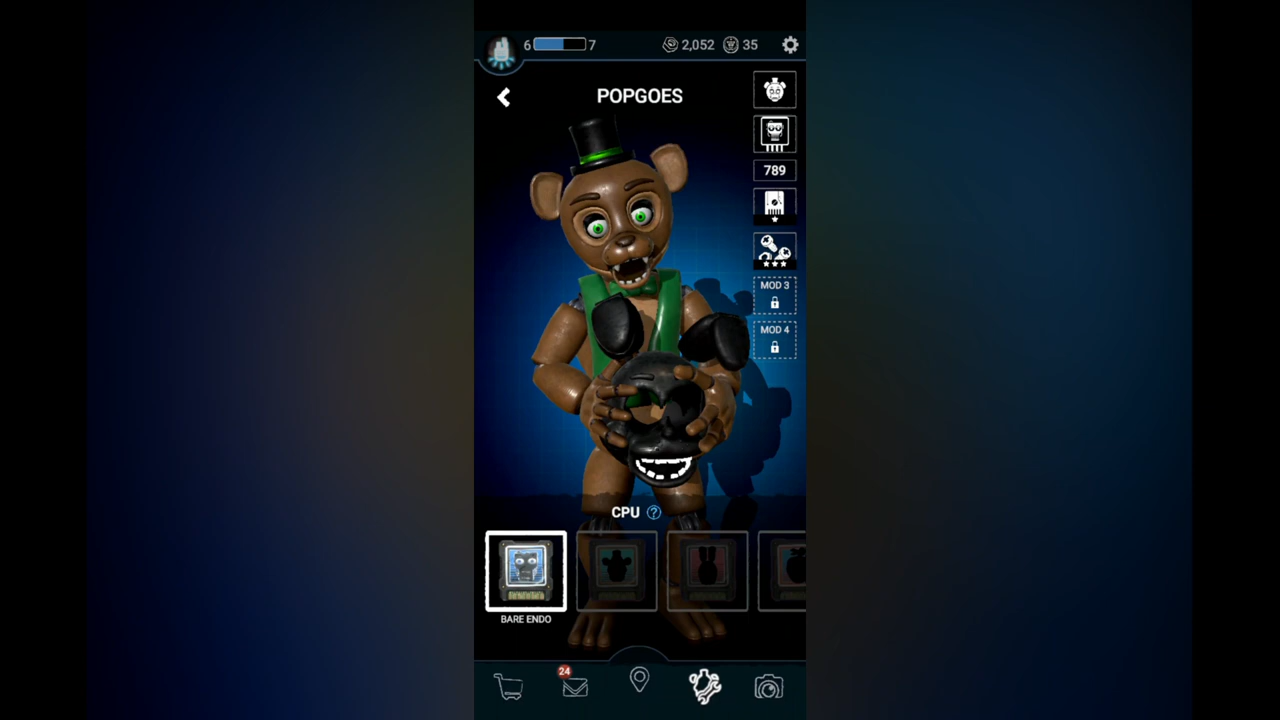 6 7 2,052 35
POPGOES
789
MOD 3
MOD 4
CPU ?
BARE ENDO
24